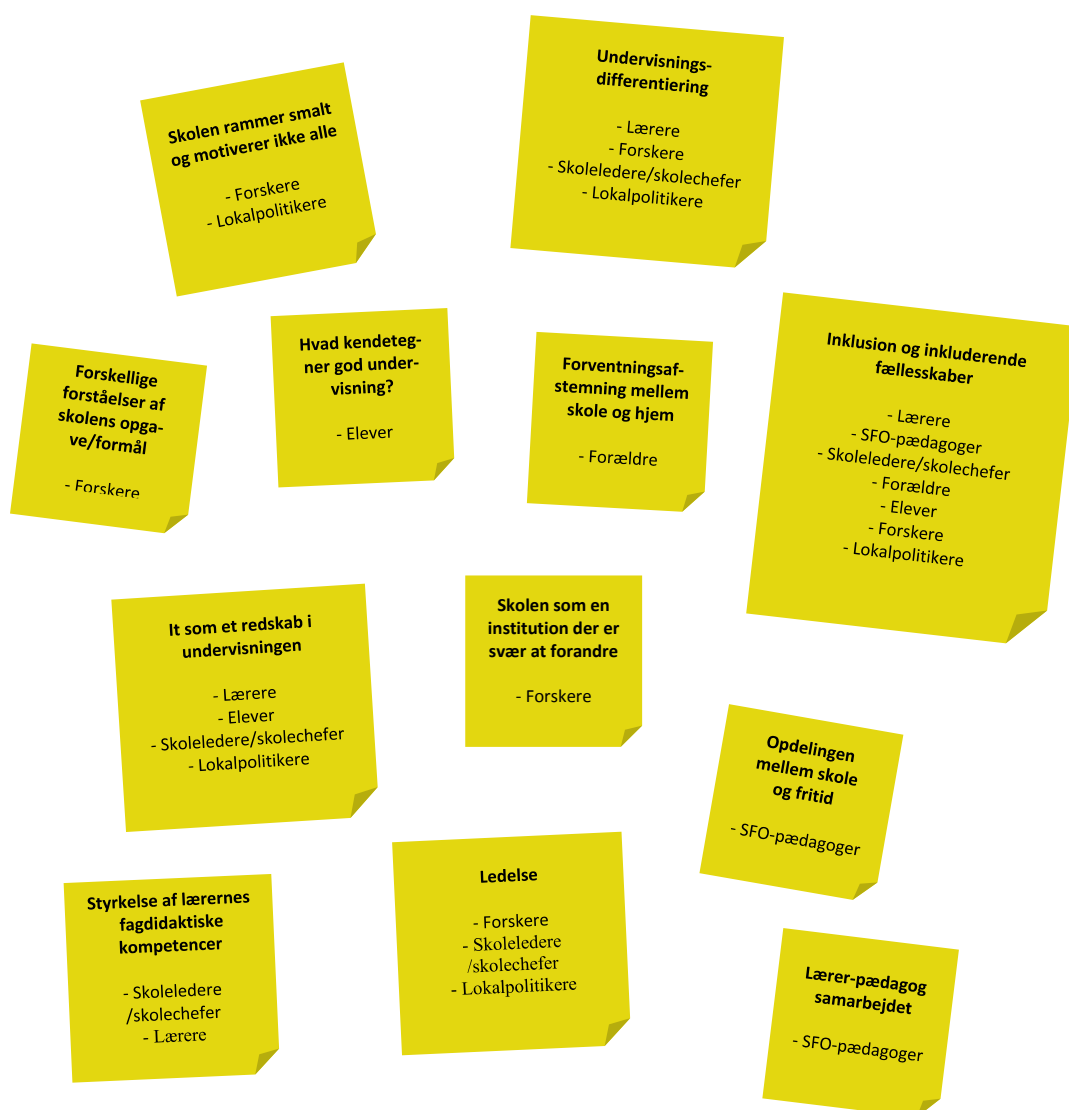 Skolen rammer smalt
og motiverer ikke alle
- Forskere
- Lokalpolitikere
Undervisnings-
differentiering
- Lærere
- Forskere
- Skoleledere/skolechefer
- Lokalpolitikere
Forskellige
forståelser af
skolens opga-
ve/formål
- Forskere
Hvad kendeteg-
ner god under-
visning?
- Elever
Forventningsaf-
stemning mellem
skole og hjem
- Forældre
Inklusion og inkluderende
fællesskaber
- Lærere
- SFO-pædagoger
- Skoleledere/skolechefer
- Forældre
- Elever
- Forskere
- Lokalpolitikere
It som et redskab i
undervisningen
- Lærere
- Elever
- Skoleledere/skolechefer
- Lokalpolitikere
Skolen som en
institution der er
svær at forandre
- Forskere
Opdelingen
mellem skole
og fritid
- SFO-pædagoger
Styrkelse af lærernes
fagdidaktiske
kompetencer
- Skoleledere
/skolechefer
- Lærere
Ledelse
- Forskere
- Skoleledere
/skolechefer
- Lokalpolitikere
Lærer-pædagog
samarbejdet
- SFO-pædagoger